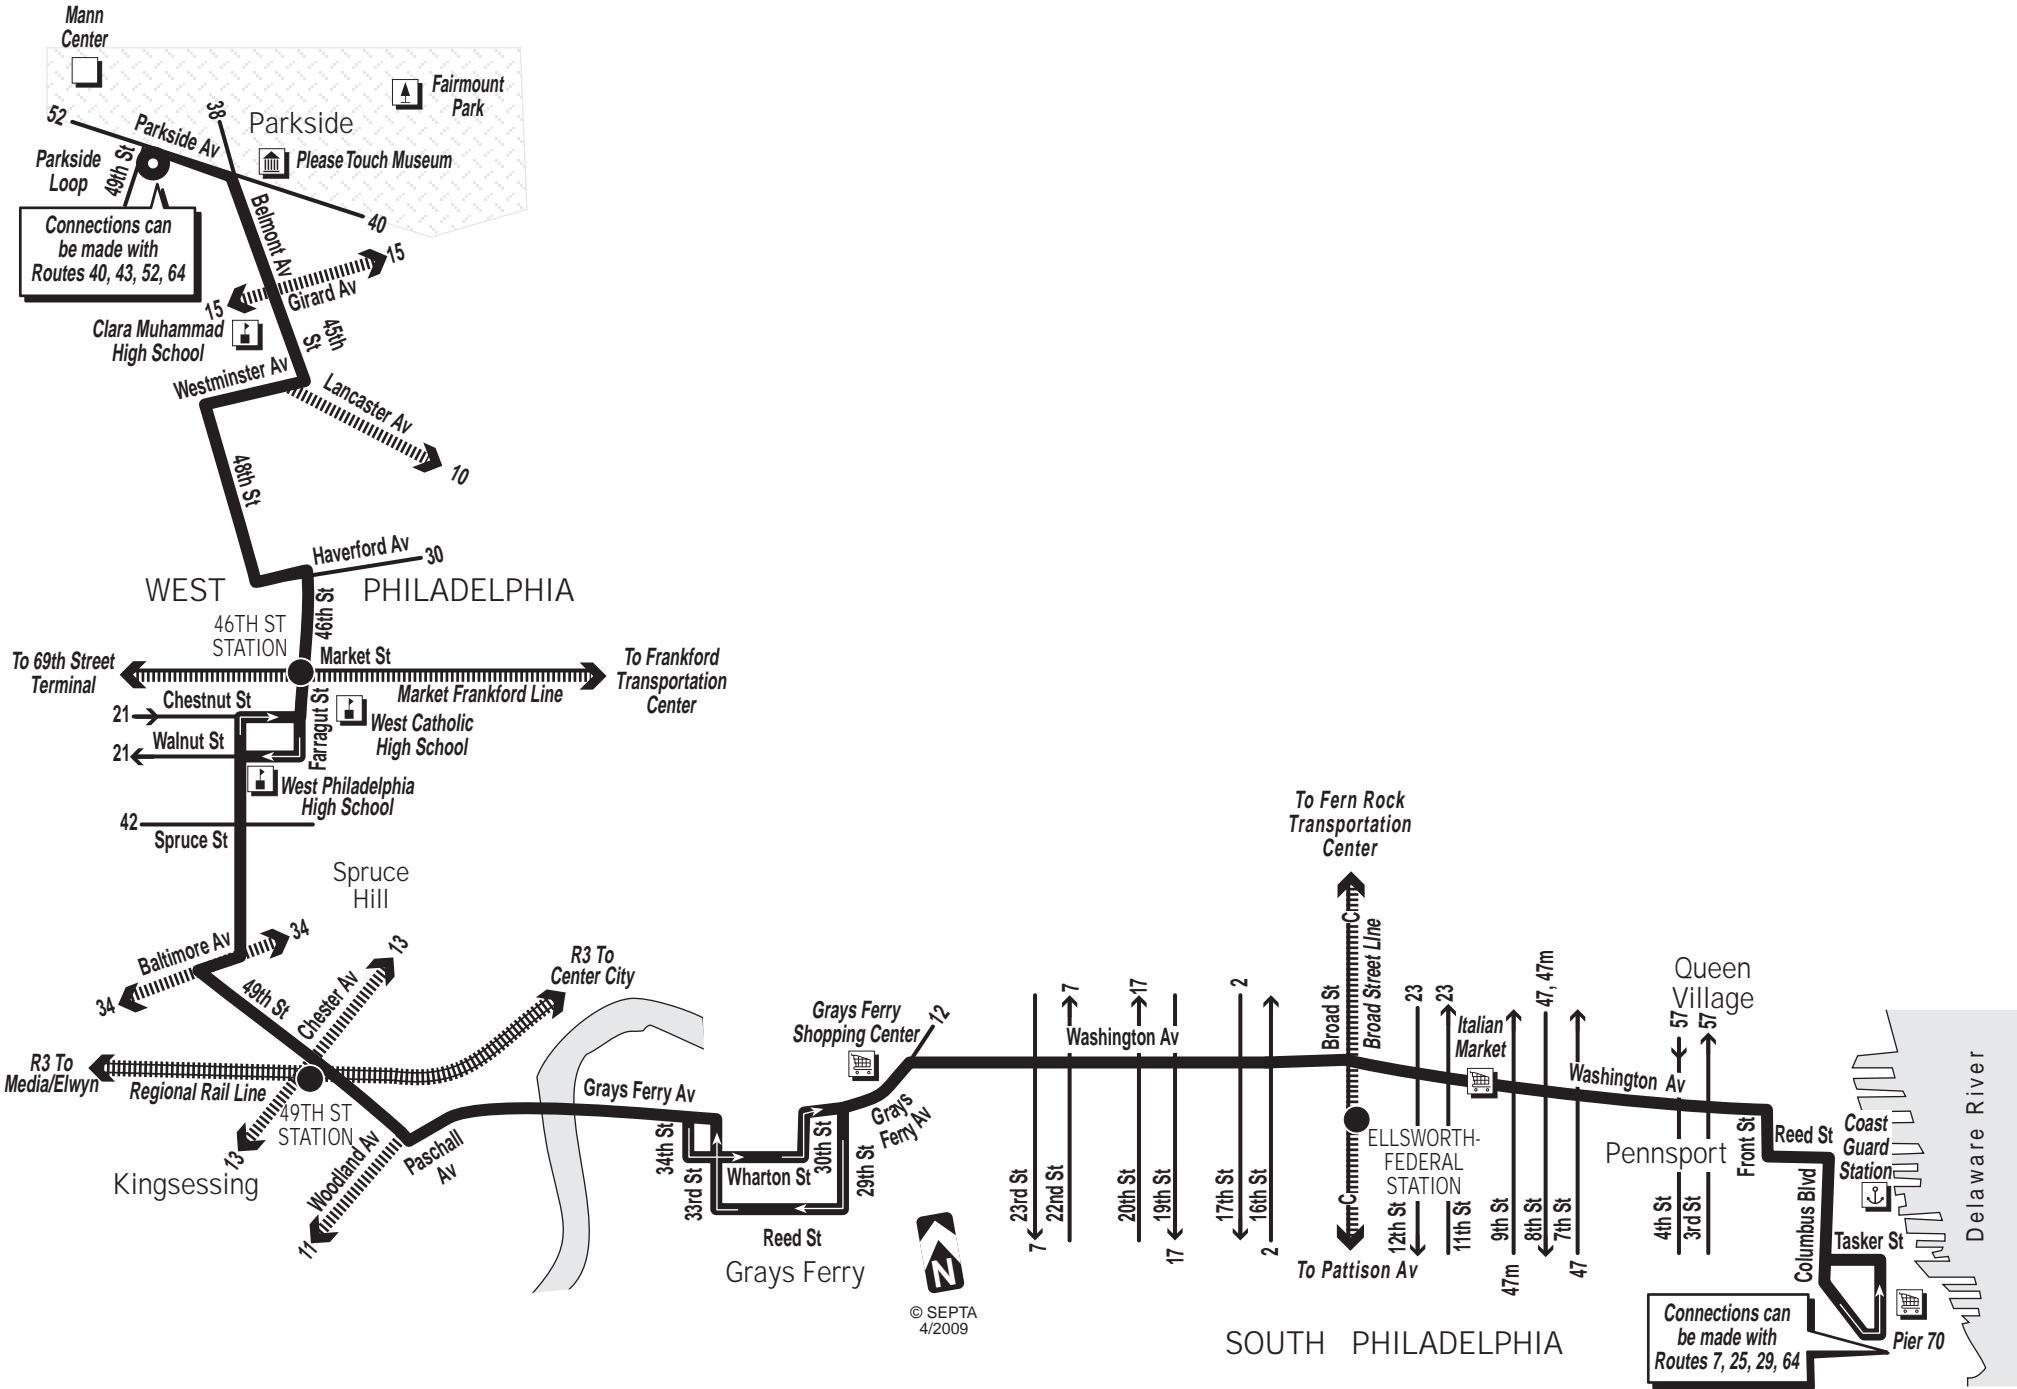 Mann
Center
Fairmount
Park
52
38
Parkside Av
Parkside
Parkside
Loop
49th St
Please Touch Museum
40
Connections can
be made with
Routes 40, 43, 52, 64
Belmont Av
15
15
Girard Av
Clara Muhammad
High School
45th
St
Westminster Av
Lancaster Av
10
48th St
Haverford Av
30
WEST PHILADELPHIA
46TH ST
STATION
46th St
To 69th Street
Terminal
Market St
Market Frankford Line
To Frankford
Transportation
Center
21
Chestnut St
Farragut St
West Catholic
High School
21
Walnut St
West Philadelphia
High School
42
Spruce St
Spruce
Hill
Baltimore Av
34
34
49th St
Chester Av
13
13
R3 To
Center City
R3 To
Media/Elwyn
Regional Rail Line
49TH ST
STATION
Kingsessing
Woodland Av
11
Paschall
Av
Grays Ferry Av
34th St
33rd St
Wharton St
30th St
29th St
Reed St
Grays Ferry
Grays Ferry
Shopping Center
12
Grays
Ferry Av
N
© SEPTA
4/2009
Washington Av
23rd St
7
22nd St
7
20th St
17
19th St
17
17th St
2
16th St
2
To Fern Rock
Transportation
Center
C
Broad St
Broad Street LIne
ELLSWORTH-
FEDERAL
STATION
C
To Pattison Av
23
12th St
23
11th St
Italian
Market
9th St
47m
47, 47m
8th St
7th St
47
Washington Av
Queen
Village
57
57
4th St
3rd St
Pennsport
Front St
Reed St
Coast
Guard
Station
Columbus Blvd
Tasker St
Pier 70
Delaware River
Connections can
be made with
Routes 7, 25, 29, 64
SOUTH PHILADELPHIA